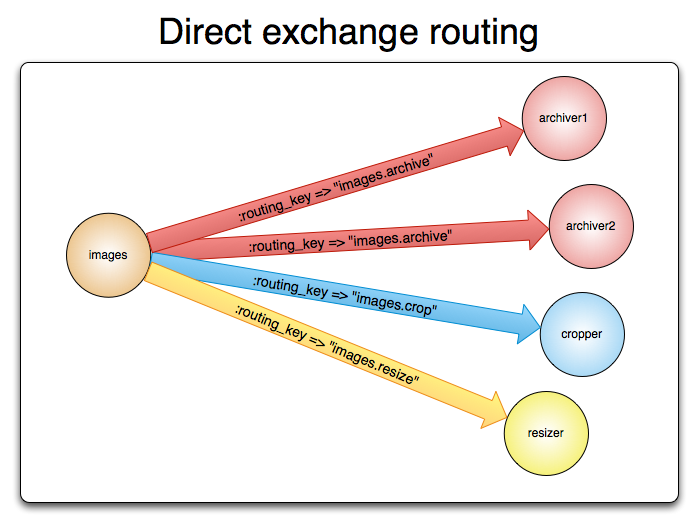 Direct exchange routing
archiver1
:routing_key => "images.archive"
archiver2
:routing_key => "images.archive"
images
:routing_key => "images.crop"
cropper
:routing_key => "images.resize"
resizer